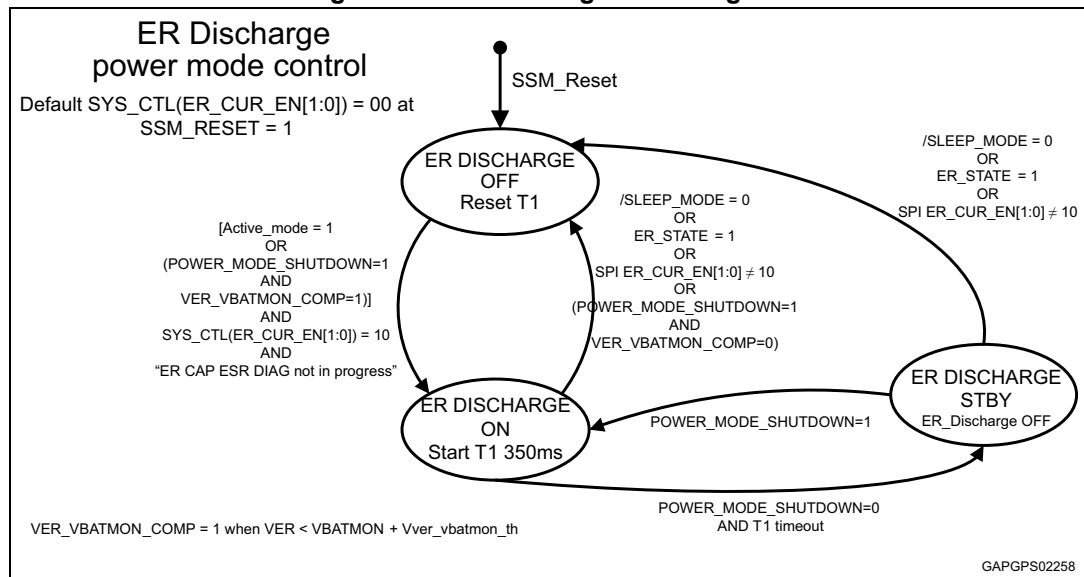 ER Discharge
power mode control
Default SYS_CTL(ER_CUR_EN[1:0]) = 00 at
SSM_RESET = 1
SSM_Reset
ER DISCHARGE
OFF
Reset T1
/SLEEP_MODE = 0
OR
ER_STATE = 1
OR
SPI ER_CUR_EN[1:0] ≠ 10
[Active_mode = 1
OR
(POWER_MODE_SHUTDOWN=1
AND
VER_VBATMON_COMP=1)]
AND
SYS_CTL(ER_CUR_EN[1:0]) = 10
AND
“ER CAP ESR DIAG not in progress”
/SLEEP_MODE = 0
OR
ER_STATE = 1
OR
SPI ER_CUR_EN[1:0] ≠ 10
OR
(POWER_MODE_SHUTDOWN=1
AND
VER_VBATMON_COMP=0)
ER DISCHARGE
STBY
ER_Discharge OFF
ER DISCHARGE
ON
Start T1 350ms
POWER_MODE_SHUTDOWN=1
POWER_MODE_SHUTDOWN=0
AND T1 timeout
VER_VBATMON_COMP = 1 when VER < VBATMON + Vver_vbatmon_th
GAPGPS02258